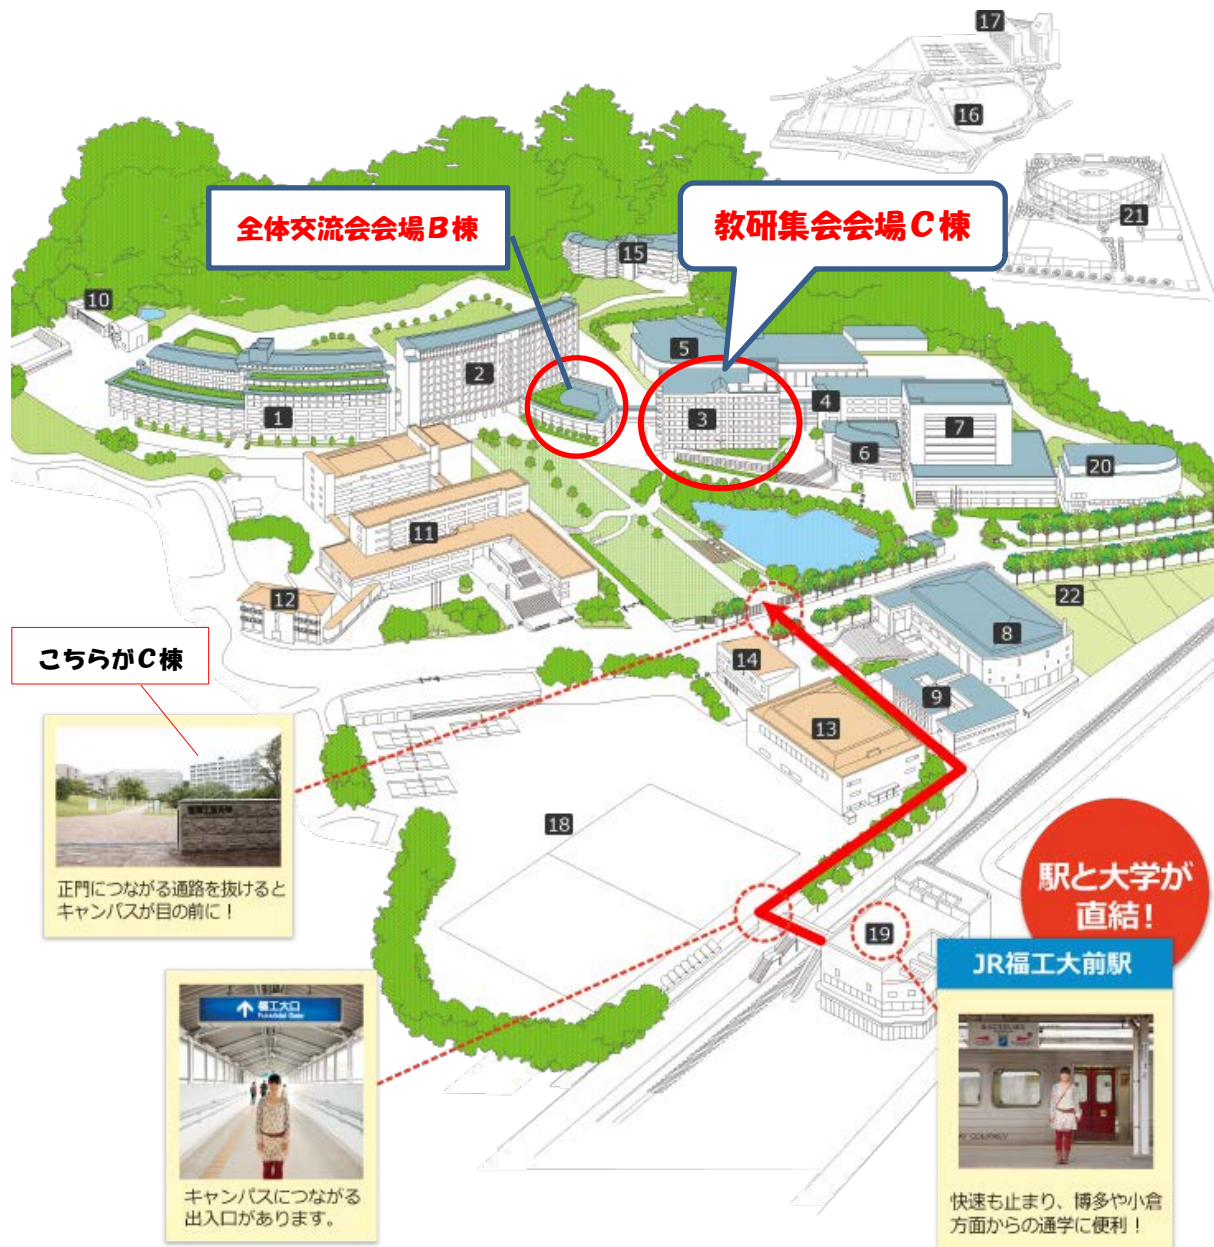 17
16
21
全体交流会会場B棟
教研集会会場C棟
15
10
5
2
1
3
4
7
6
20
11
12
22
8
14
9
13
こちらがC棟
福岡工業大学
正門につながる通路を抜けると
キャンパスが目の前に！
18
駅と大学が
直結！
19
JR福工大前駅
福工大口
キャンパスにつながる
出入口があります。
快速も止まり、博多や小倉
方面からの通学に便利！